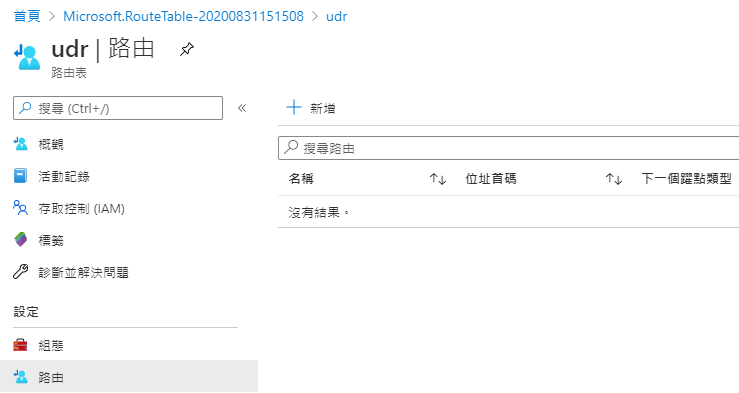 首頁 > Microsoft.RouteTable-20200831151508 > udr
udr | 路由
路由表
搜尋 (Ctrl+/)
«
概觀
活動記錄
存取控制 (IAM)
標籤
診斷並解決問題
設定
組態
路由
+ 新增
搜尋路由
名稱 ↑↓ 位址首碼 ↑↓ 下一個躍點類型
沒有結果。